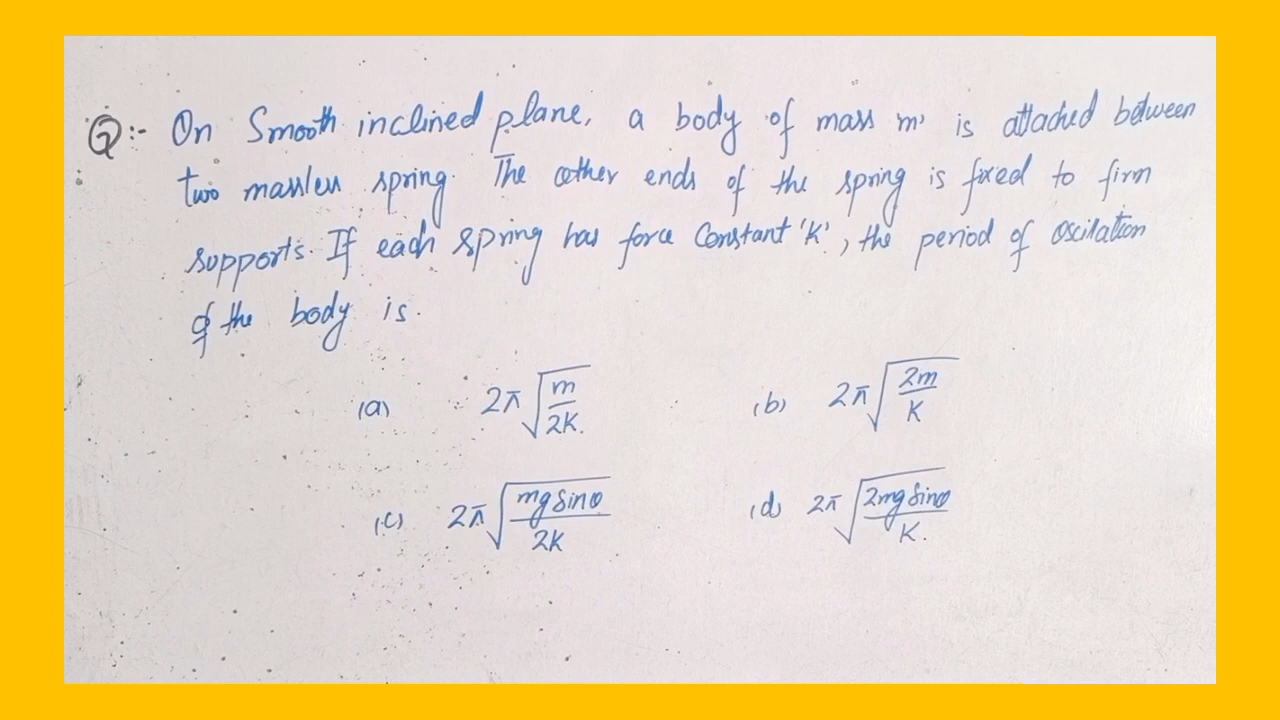 Q:- On Smooth inclined plane, a body of mass 'm' is attached between
two massless spring. The other ends of the spring is fixed to firm
supports. If each spring has force Constant 'K', the period of oscilation
of the body is.
(a) 2π √(m/2K.) (b) 2π √(2m/K)
(c) 2π √(mg sinθ/2K) (d) 2π √(2mg sinθ/K.)